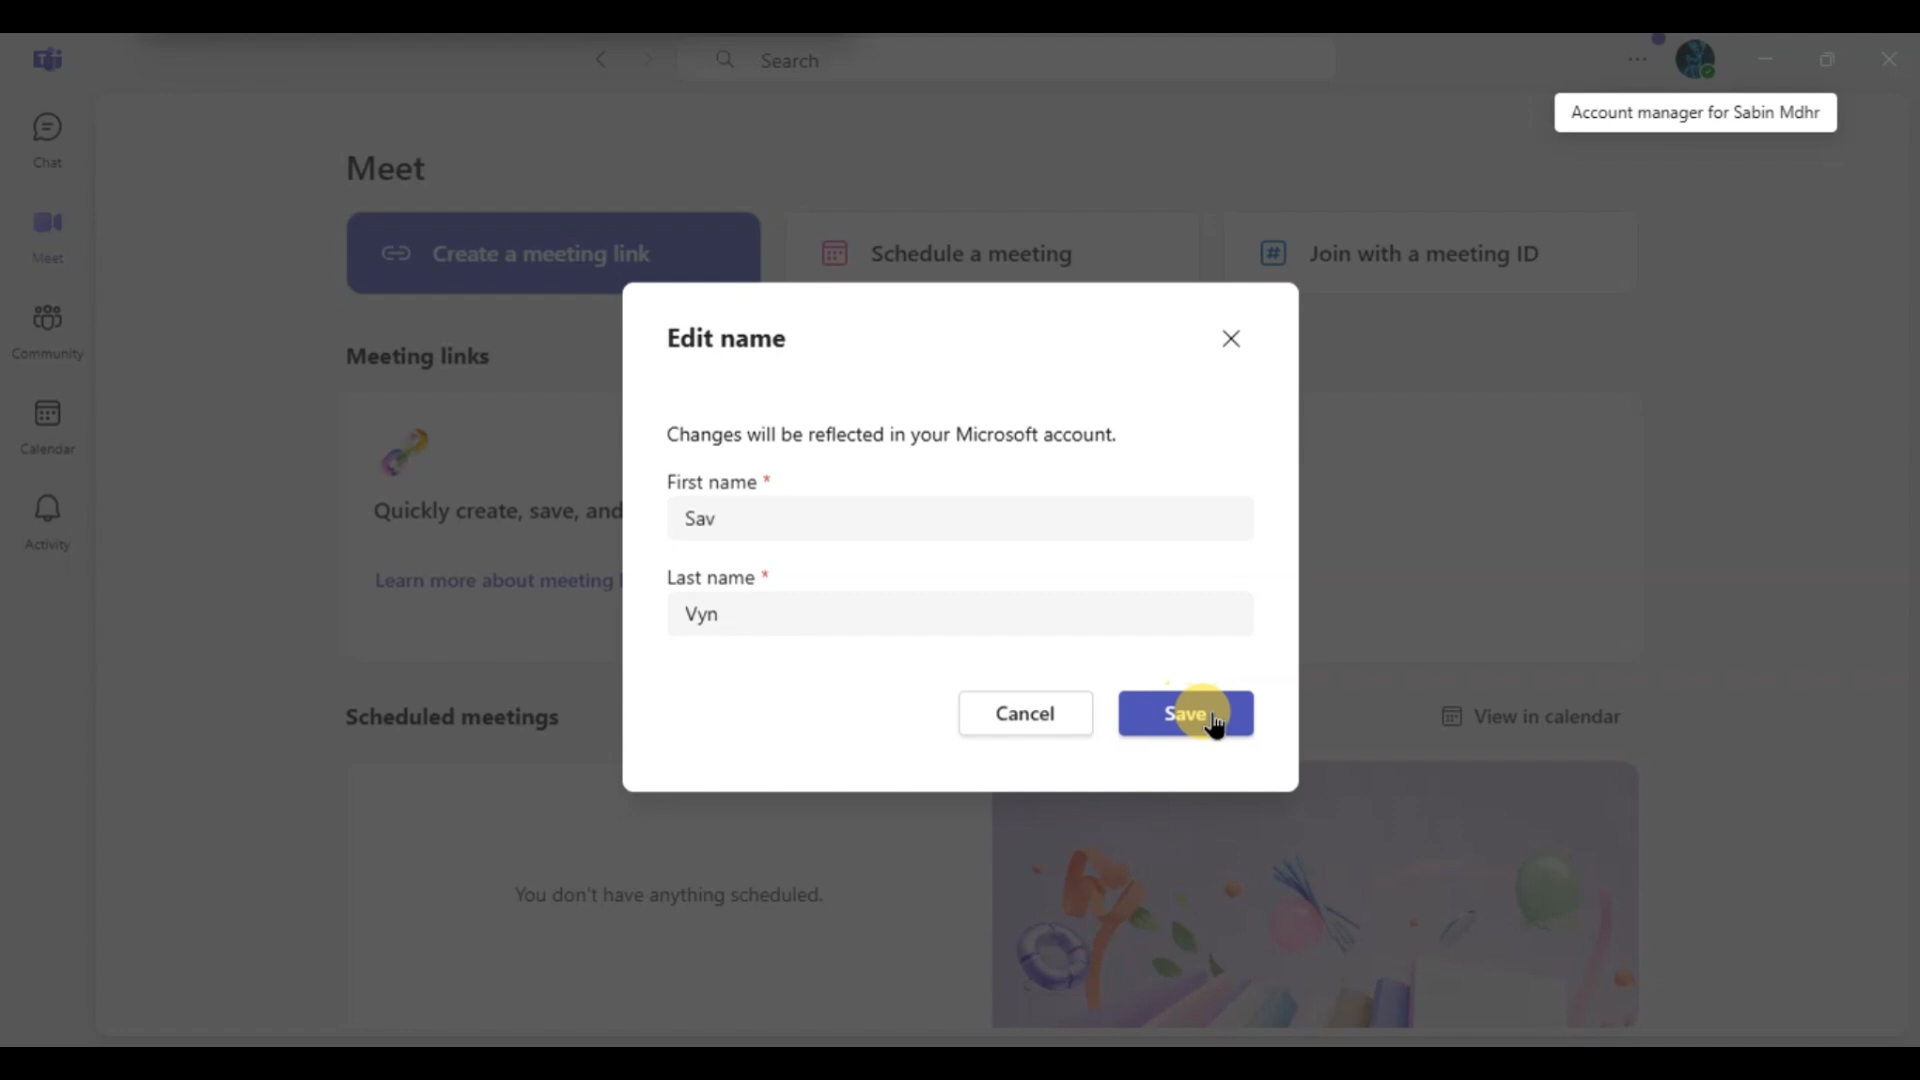 Search
Account manager for Sabin Mdhr
Chat
Meet
Community
Calendar
Activity
Meet
Create a meeting link
Schedule a meeting
Join with a meeting ID
Meeting links
Quickly create, save, and
Learn more about meeting
Scheduled meetings
View in calendar
You don't have anything scheduled.
Edit name
Changes will be reflected in your Microsoft account.
First name *
Sav
Last name *
Vyn
Cancel
Save